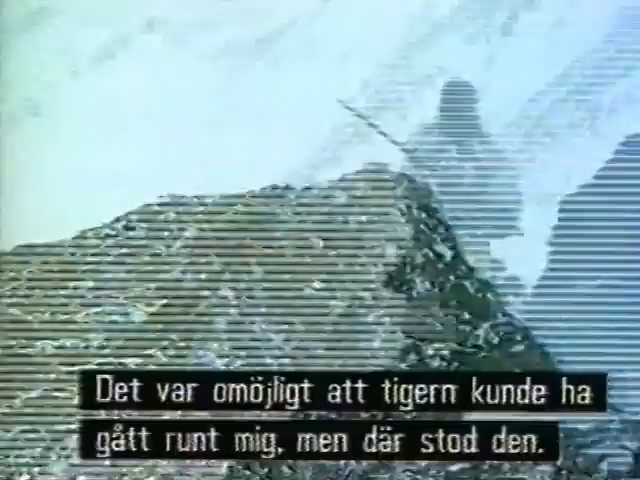 Det var omöjligt att tigern kunde ha
gått runt mig, men där stod den.